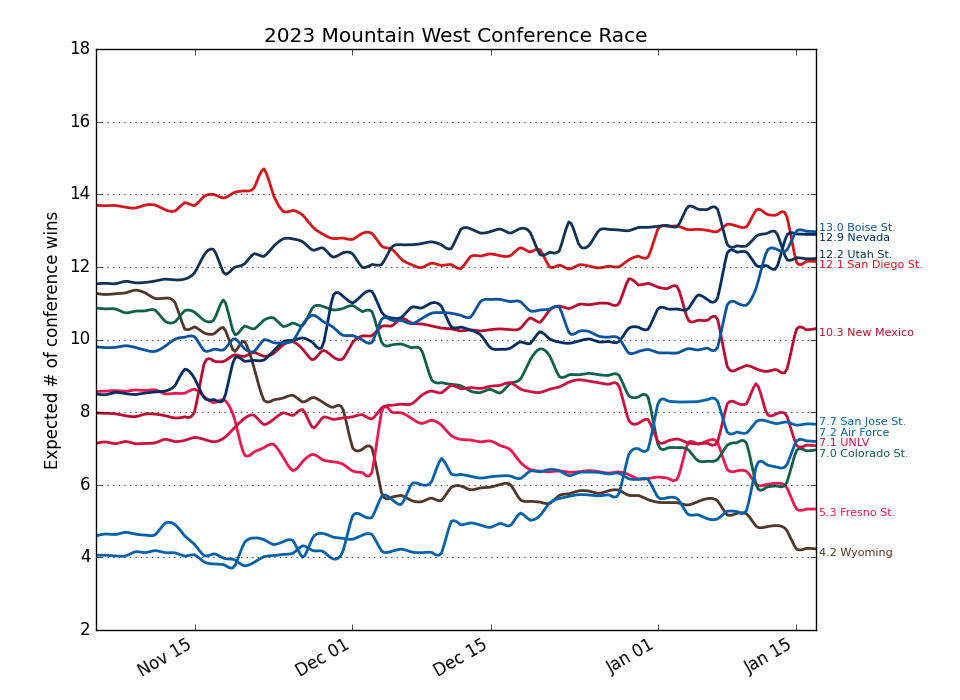 2023 Mountain West Conference Race
Expected # of conference wins
18
16
14
12
10
8
6
4
2
13.0 Boise St.
12.9 Nevada
12.2 Utah St.
12.1 San Diego St.
10.3 New Mexico
7.7 San Jose St.
7.2 Air Force
7.1 UNLV
7.0 Colorado St.
5.3 Fresno St.
4.2 Wyoming
Nov 15
Dec 01
Dec 15
Jan 01
Jan 15